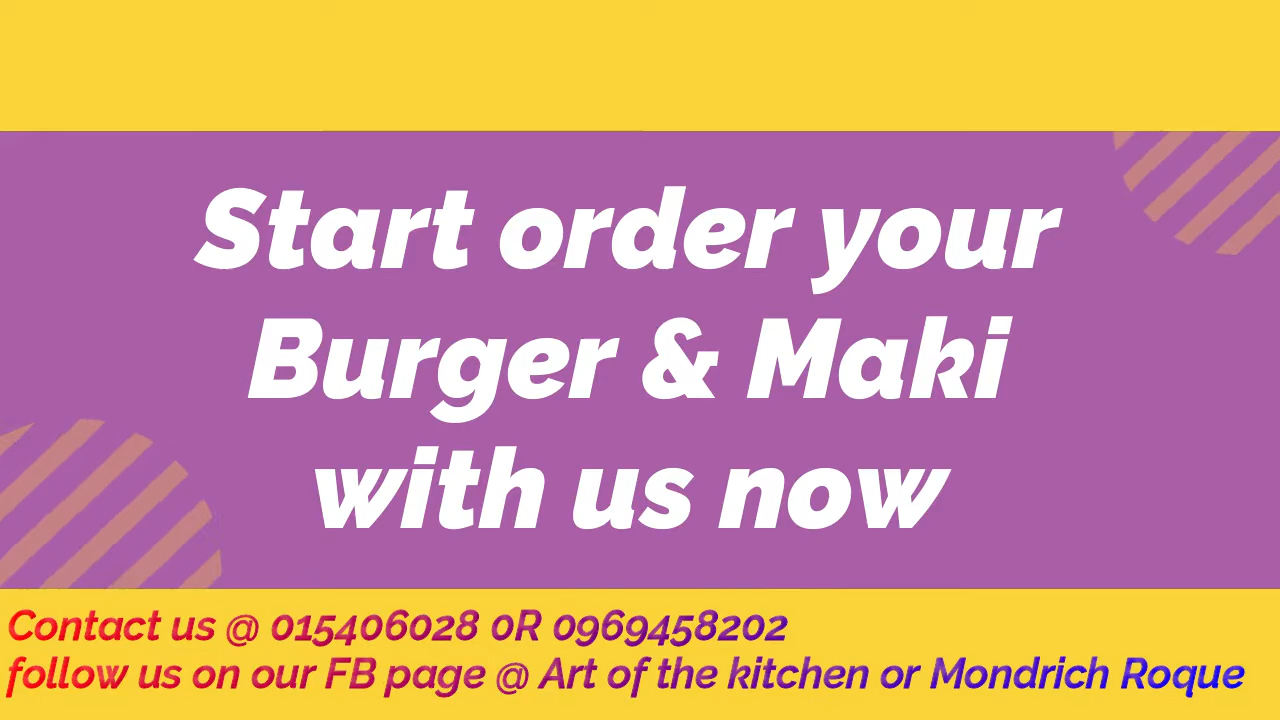 Start order your
Burger & Maki
with us now
Contact us @ 015406028 0R 0969458202
follow us on our FB page @ Art of the kitchen or Mondrich Roque